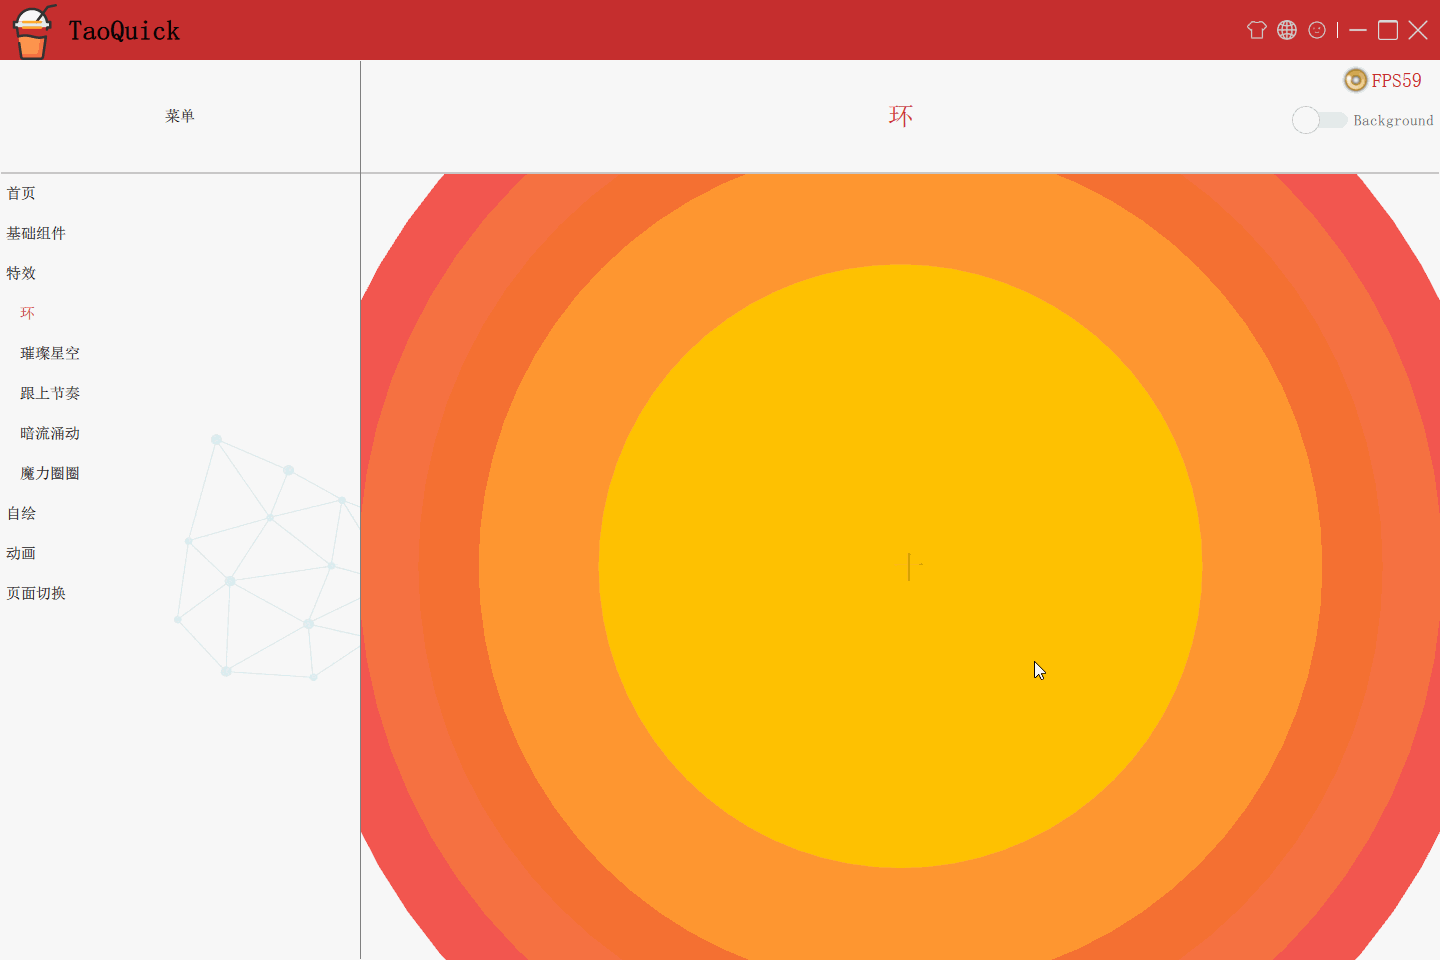 TaoQuick
FPS59
菜单
环
Background
首页
基础组件
特效
环
璀璨星空
跟上节奏
暗流涌动
魔力圈圈
自绘
动画
页面切换